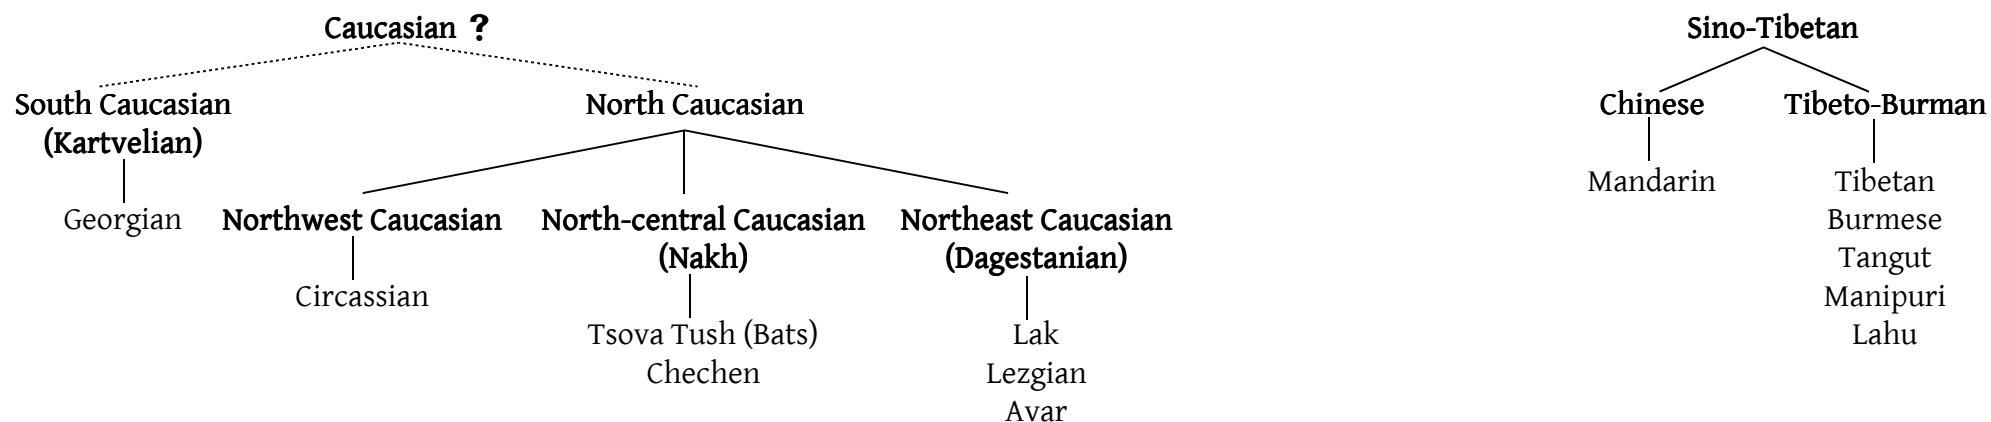 Caucasian ?
Sino-Tibetan
South Caucasian
(Kartvelian)
North Caucasian
Chinese
Tibeto-Burman
Georgian
Northwest Caucasian
North-central Caucasian
(Nakh)
Northeast Caucasian
(Dagestanian)
Mandarin
Tibetan
Burmese
Tangut
Manipuri
Lahu
Circassian
Tsova Tush (Bats)
Chechen
Lak
Lezgian
Avar